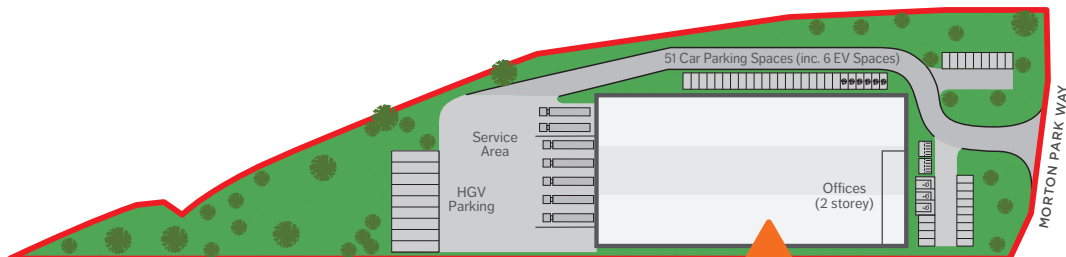 51 Car Parking Spaces (inc. 6 EV Spaces)
Service
Area
HGV
Parking
Offices
(2 storey)
MORTON PARK WAY